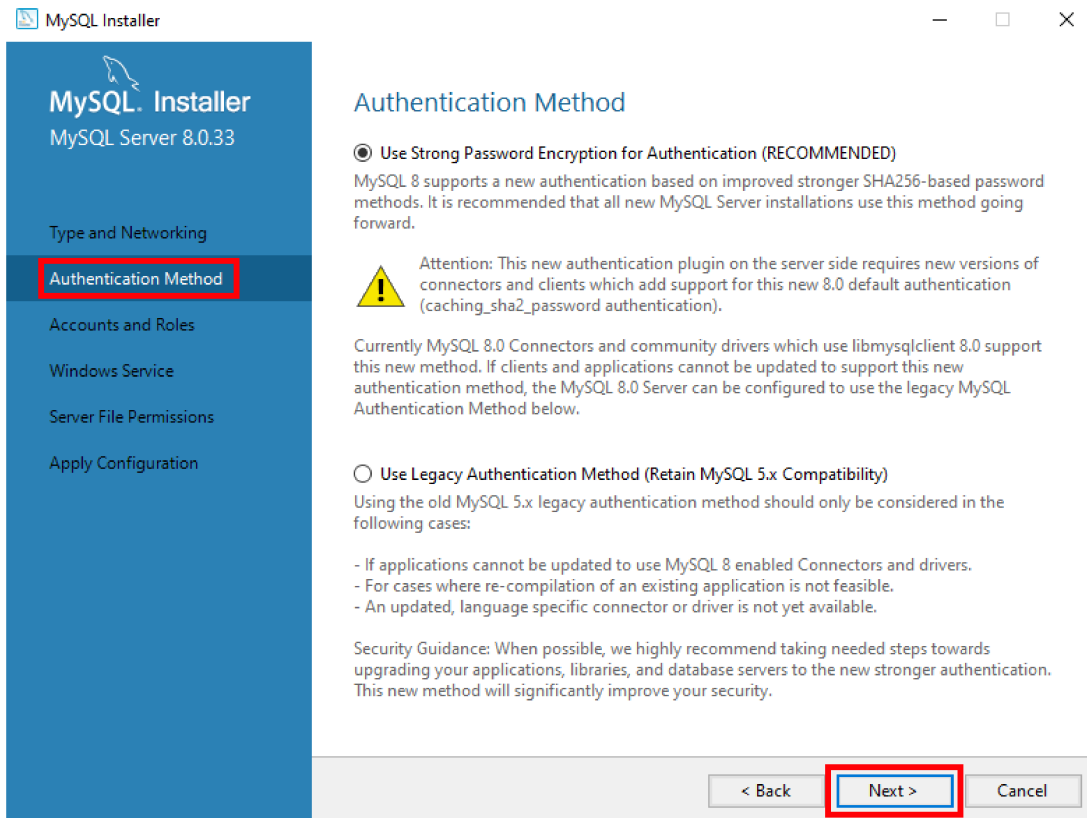 MySQL Installer
MySQL. Installer
MySQL Server 8.0.33
Type and Networking
Authentication Method
Accounts and Roles
Windows Service
Server File Permissions
Apply Configuration
Authentication Method
Use Strong Password Encryption for Authentication (RECOMMENDED)
MySQL 8 supports a new authentication based on improved stronger SHA256-based password
methods. It is recommended that all new MySQL Server installations use this method going
forward.
Attention: This new authentication plugin on the server side requires new versions of
connectors and clients which add support for this new 8.0 default authentication
(caching_sha2_password authentication).
Currently MySQL 8.0 Connectors and community drivers which use libmysqlclient 8.0 support
this new method. If clients and applications cannot be updated to support this new
authentication method, the MySQL 8.0 Server can be configured to use the legacy MySQL
Authentication Method below.
Use Legacy Authentication Method (Retain MySQL 5.x Compatibility)
Using the old MySQL 5.x legacy authentication method should only be considered in the
following cases:
- If applications cannot be updated to use MySQL 8 enabled Connectors and drivers.
- For cases where re-compilation of an existing application is not feasible.
- An updated, language specific connector or driver is not yet available.
Security Guidance: When possible, we highly recommend taking needed steps towards
upgrading your applications, libraries, and database servers to the new stronger authentication.
This new method will significantly improve your security.
< Back
Next >
Cancel